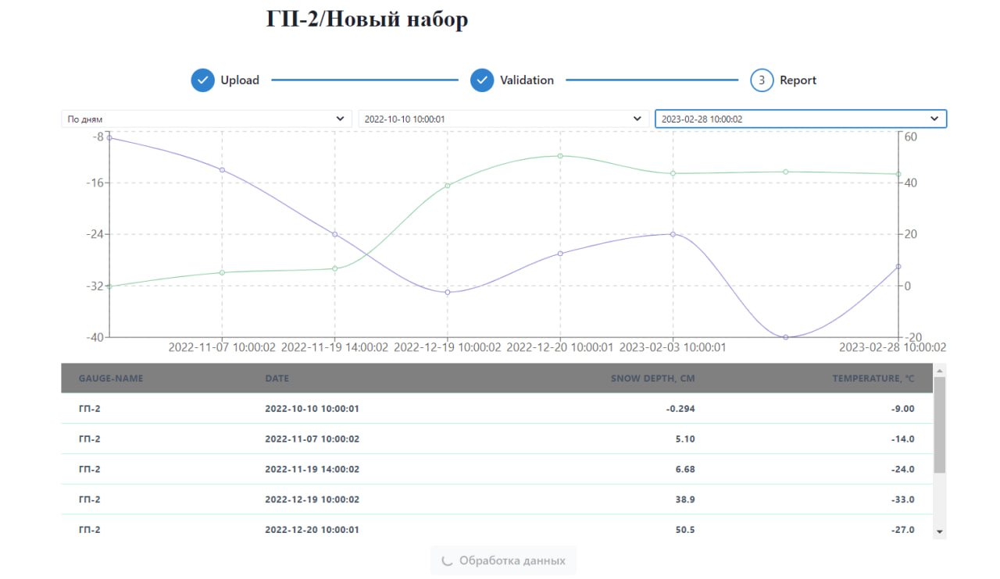 ГП-2/Новый набор
Upload Validation 3 Report
По дням 2022-10-10 10:00:01 2023-02-28 10:00:02
-8 60
-16 40
-24 20
-32 0
-40 -20
2022-11-07 10:00:02 2022-11-19 14:00:02 2022-12-19 10:00:02 2022-12-20 10:00:01 2023-02-03 10:00:01 2023-02-28 10:00:02
GAUGE-NAME DATE SNOW DEPTH, CM TEMPERATURE, °C
ГП-2 2022-10-10 10:00:01 -0.294 -9.00
ГП-2 2022-11-07 10:00:02 5.10 -14.0
ГП-2 2022-11-19 14:00:02 6.68 -24.0
ГП-2 2022-12-19 10:00:02 38.9 -33.0
ГП-2 2022-12-20 10:00:01 50.5 -27.0
Обработка данных